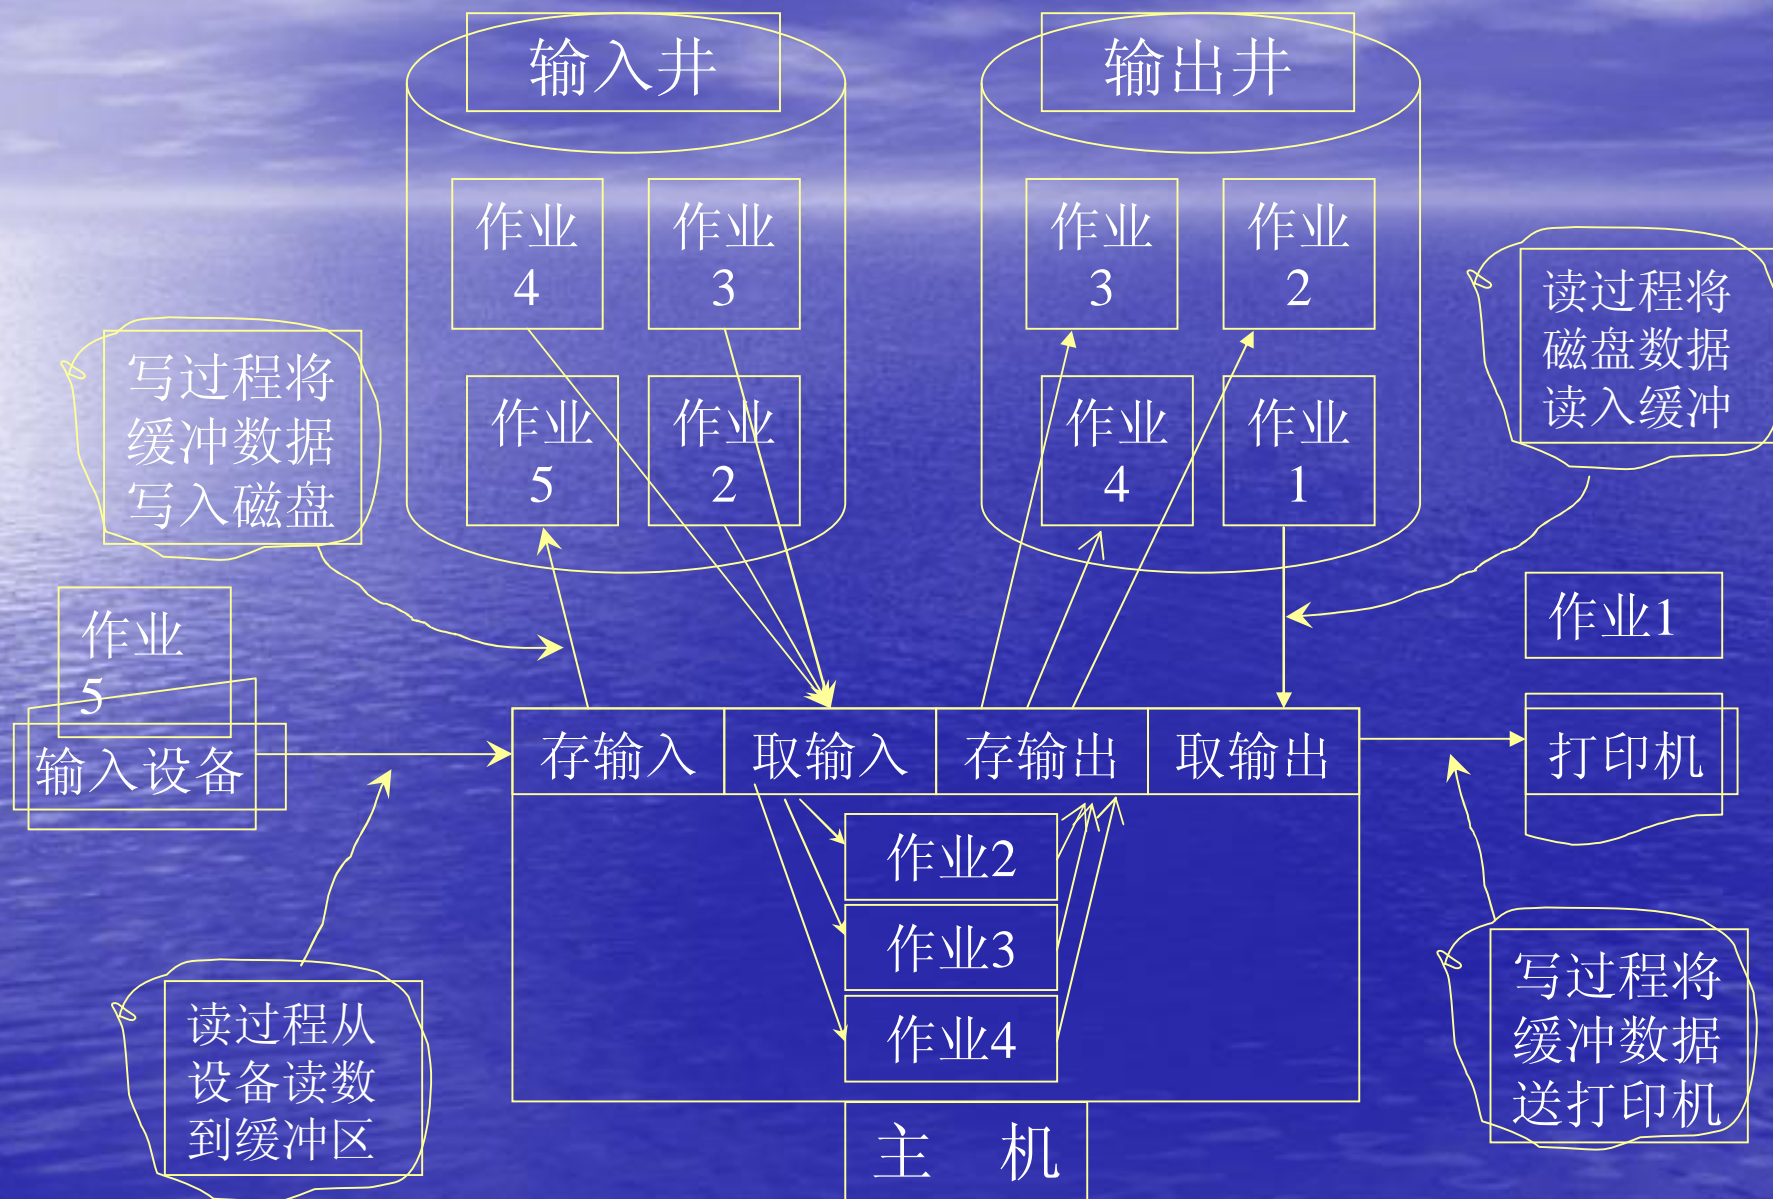 输入井
输出井
作业
4
作业
3
作业
5
作业
2
作业
3
作业
2
作业
4
作业
1
写过程将
缓冲数据
写入磁盘
读过程将
磁盘数据
读入缓冲
作业
5
输入设备
存输入
取输入
存输出
取输出
作业1
打印机
作业2
作业3
作业4
读过程从
设备读数
到缓冲区
写过程将
缓冲数据
送打印机
主 机